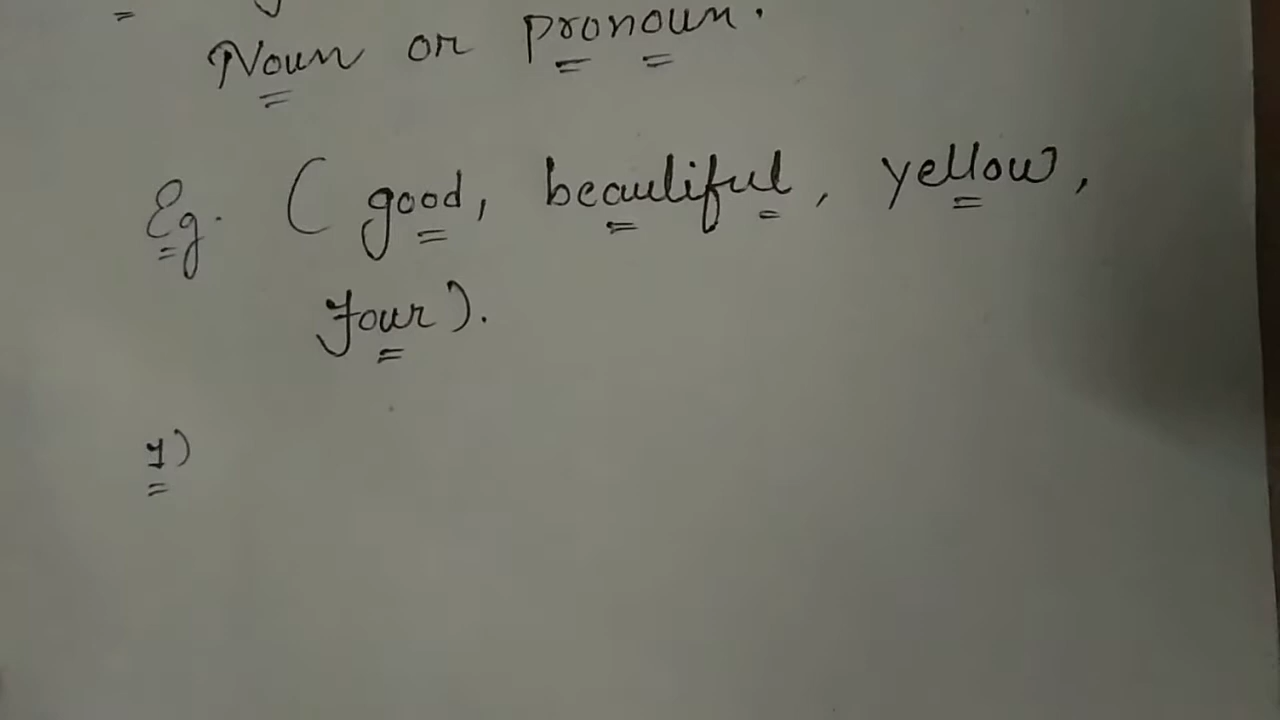 Noun or pronoun.
Eg. (good, beautiful, yellow,
four).
1)